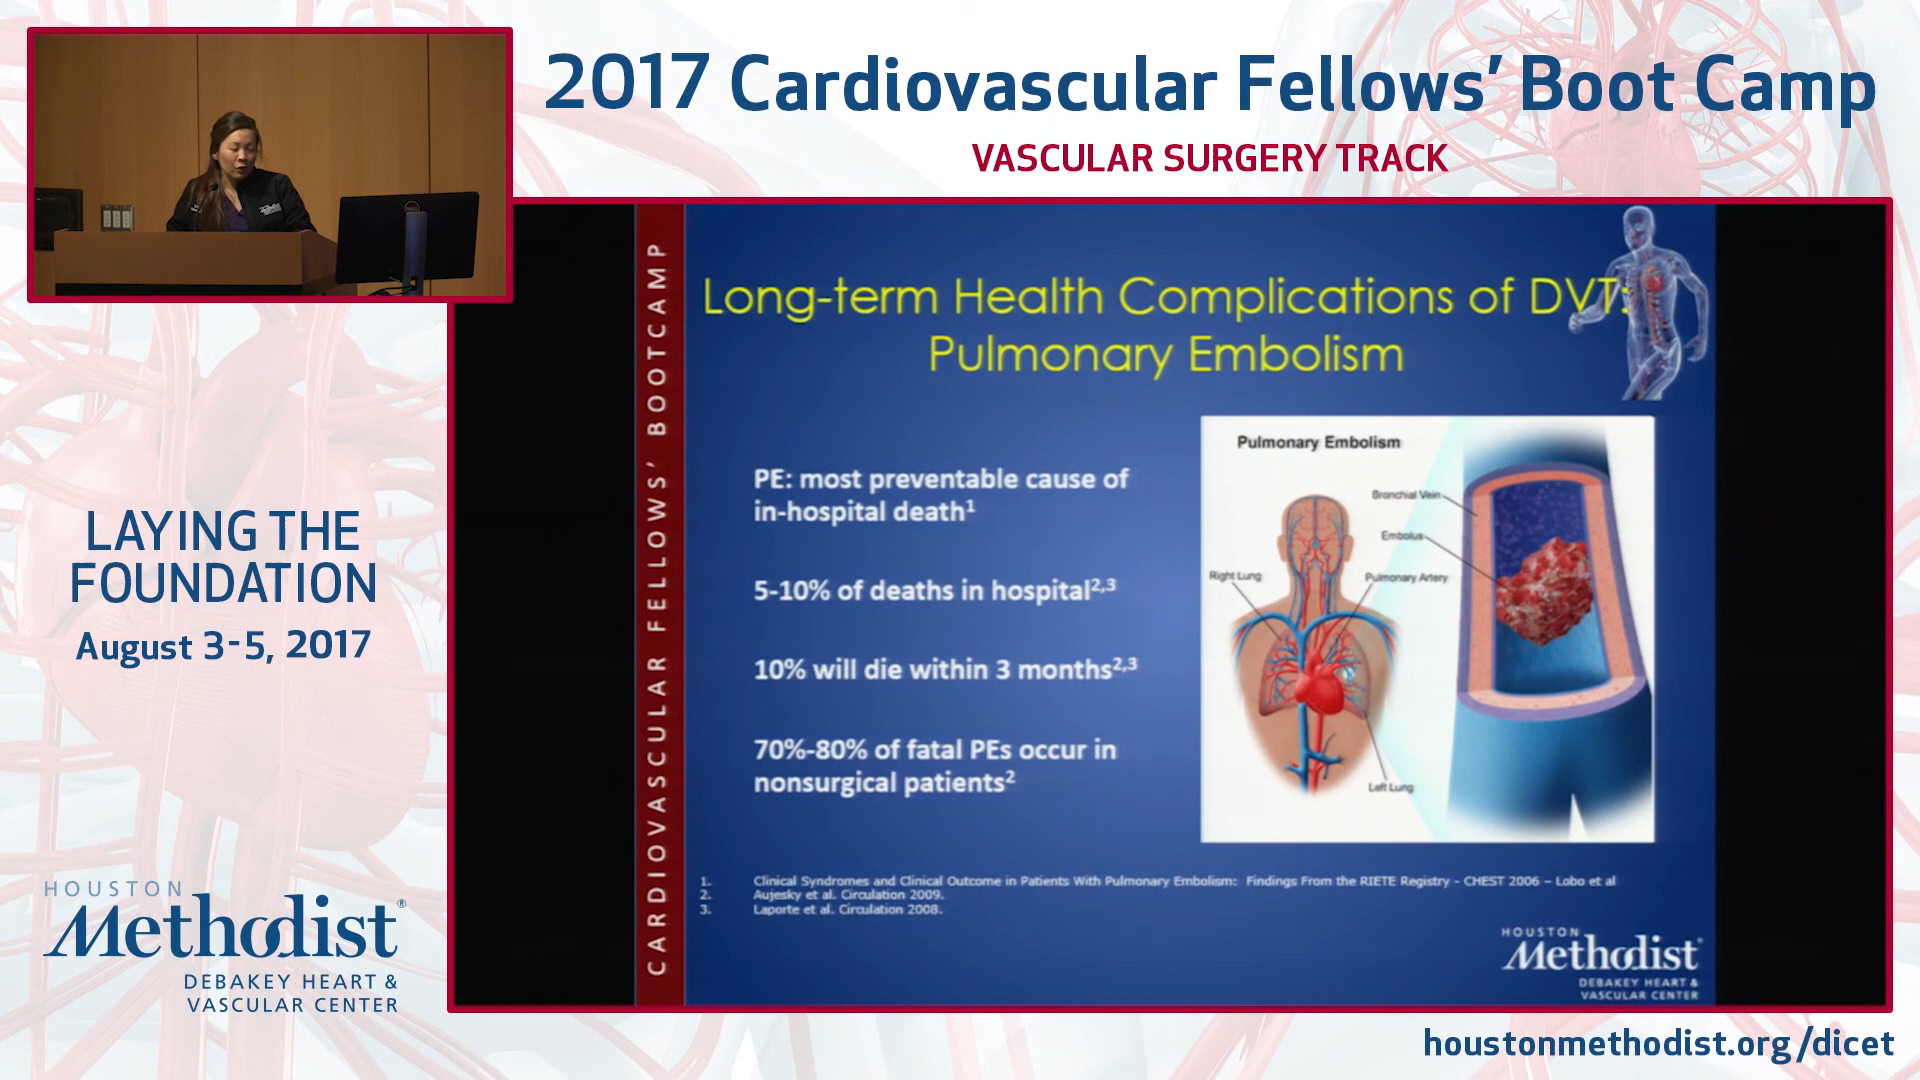 2017 Cardiovascular Fellows’ Boot Camp
VASCULAR SURGERY TRACK
LAYING THE
FOUNDATION
August 3-5, 2017
HOUSTON
Methodist®
DEBAKEY HEART &
VASCULAR CENTER
CARDIOVASCULAR FELLOWS’ BOOTCAMP
Long-term Health Complications of DVT:
Pulmonary Embolism
PE: most preventable cause of
in-hospital death1
5-10% of deaths in hospital2,3
10% will die within 3 months2,3
70%-80% of fatal PEs occur in
nonsurgical patients2
Pulmonary Embolism
Bronchial Vein
Embolus
Right Lung
Pulmonary Artery
Left Lung
1. Clinical Syndromes and Clinical Outcome in Patients With Pulmonary Embolism: Findings From the RIETE Registry - CHEST 2006 – Lobo et al
2. Aujesky et al. Circulation 2009.
3. Laporte et al. Circulation 2008.
HOUSTON
Methodist
DEBAKEY HEART &
VASCULAR CENTER
houstonmethodist.org/dicet